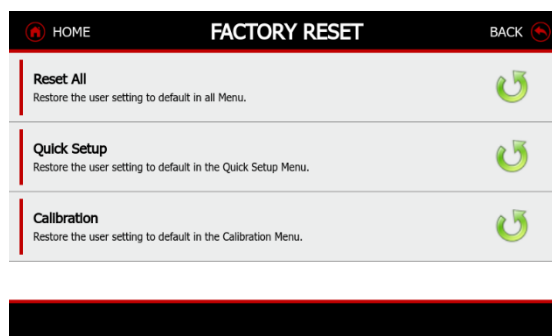 HOME FACTORY RESET BACK
Reset All
Restore the user setting to default in all Menu.
Quick Setup
Restore the user setting to default in the Quick Setup Menu.
Calibration
Restore the user setting to default in the Calibration Menu.